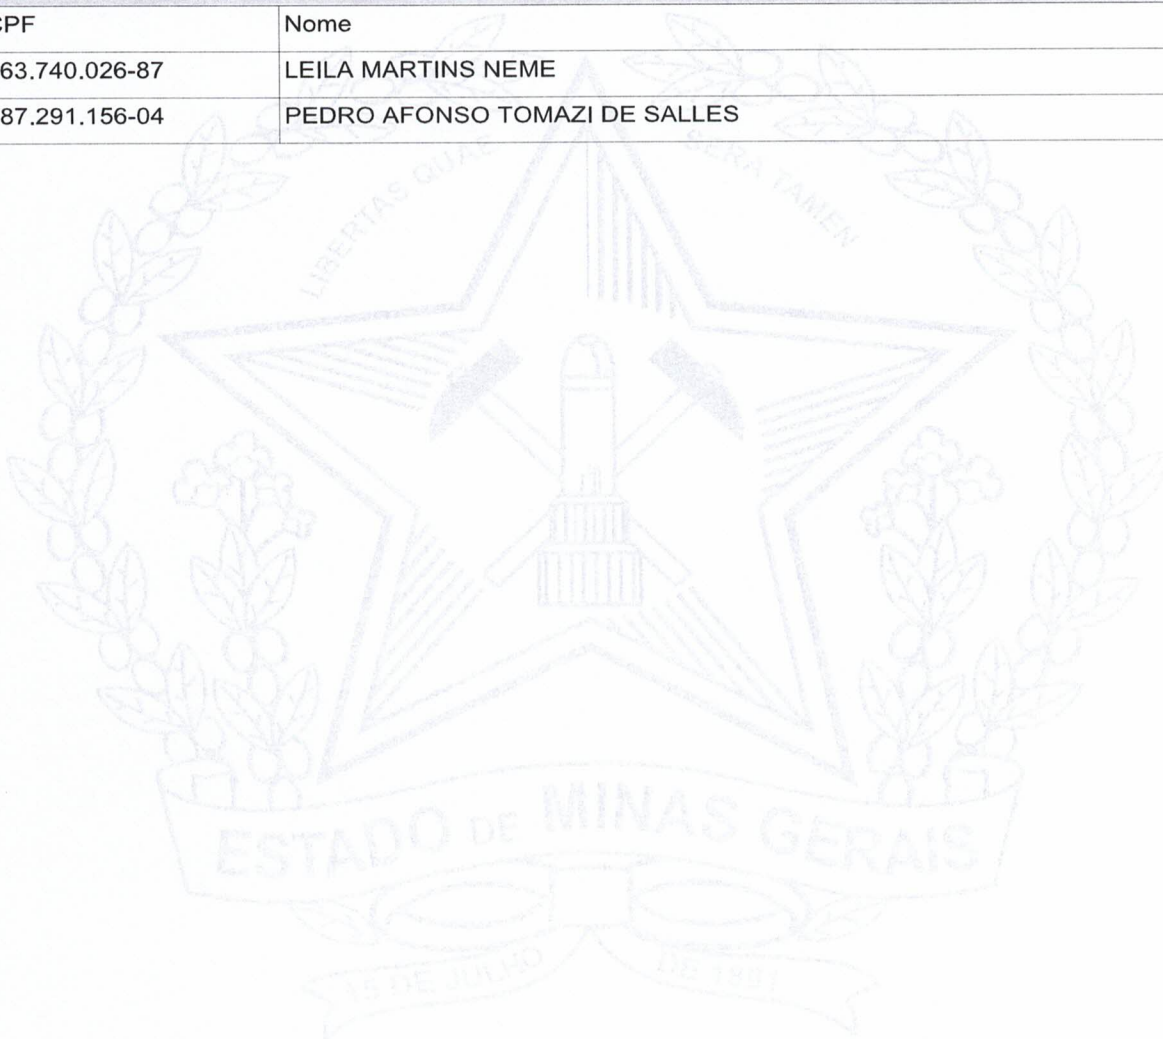 CPF Nome
63.740.026-87 LEILA MARTINS NEME
87.291.156-04 PEDRO AFONSO TOMAZI DE SALLES
LIBERTAS QUAE SERA TAMEN
ESTADO DE MINAS GERAIS
15 DE JULHO DE 1891